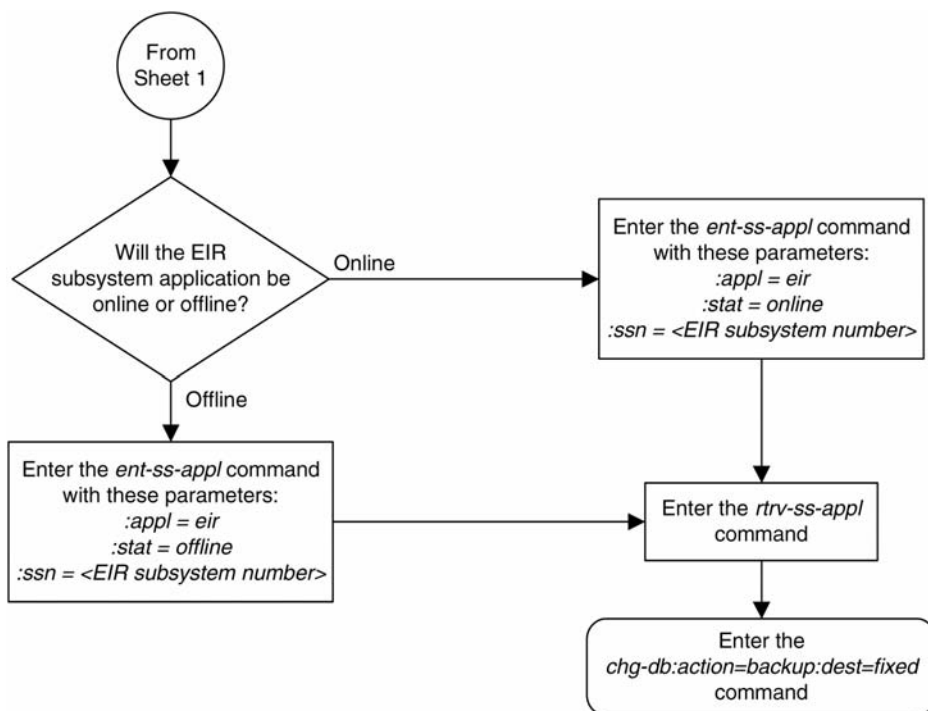 From
Sheet 1
Will the EIR
subsystem application be
online or offline?
Online
Enter the ent-ss-appl command
with these parameters:
:appl = eir
:stat = online
:ssn = <EIR subsystem number>
Offline
Enter the ent-ss-appl command
with these parameters:
:appl = eir
:stat = offline
:ssn = <EIR subsystem number>
Enter the rtrv-ss-appl
command
Enter the
chg-db:action=backup:dest=fixed
command